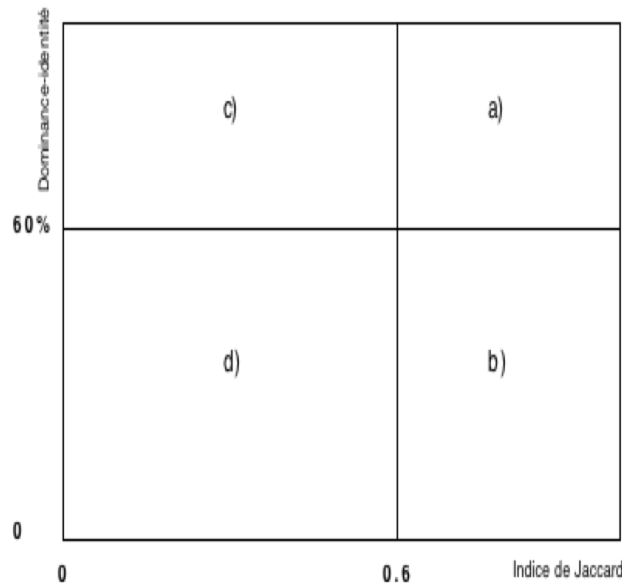 Dominance-identité
c)
a)
60%
d)
b)
0
0
0.6
Indice de Jaccard